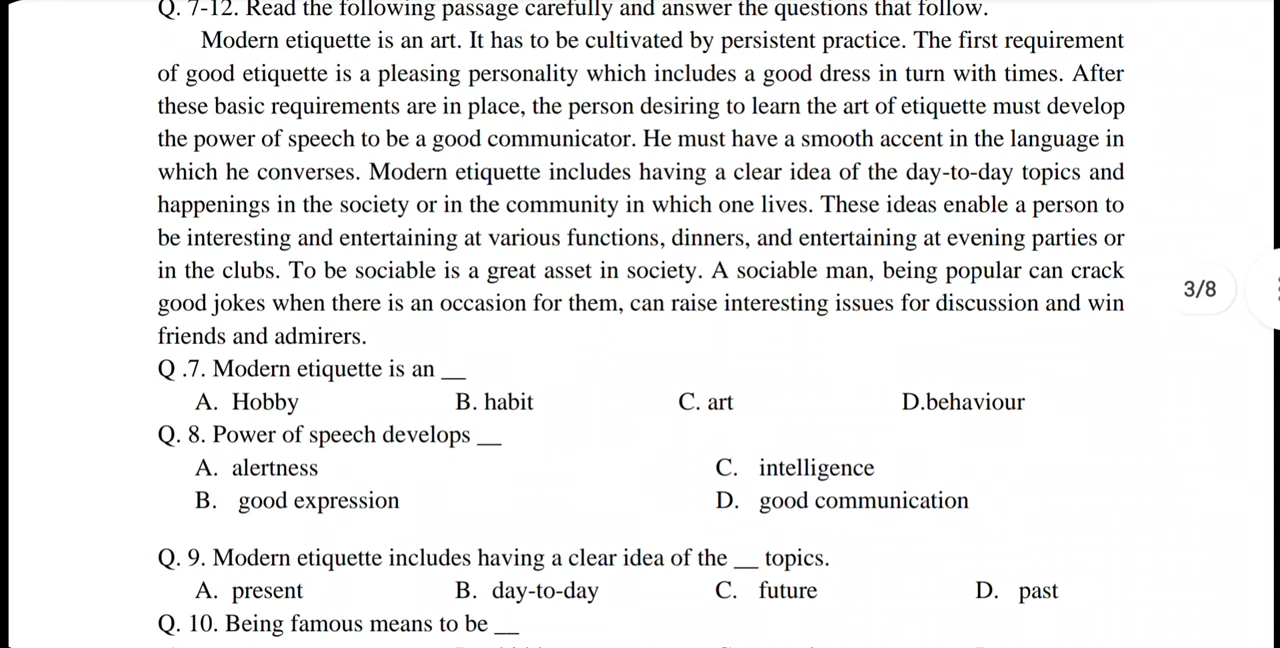 Q. 7-12. Read the following passage carefully and answer the questions that follow.
Modern etiquette is an art. It has to be cultivated by persistent practice. The first requirement
of good etiquette is a pleasing personality which includes a good dress in turn with times. After
these basic requirements are in place, the person desiring to learn the art of etiquette must develop
the power of speech to be a good communicator. He must have a smooth accent in the language in
which he converses. Modern etiquette includes having a clear idea of the day-to-day topics and
happenings in the society or in the community in which one lives. These ideas enable a person to
be interesting and entertaining at various functions, dinners, and entertaining at evening parties or
in the clubs. To be sociable is a great asset in society. A sociable man, being popular can crack
good jokes when there is an occasion for them, can raise interesting issues for discussion and win
friends and admirers.
3/8
Q .7. Modern etiquette is an __
A. Hobby B. habit C. art D.behaviour
Q. 8. Power of speech develops __
A. alertness C. intelligence
B. good expression D. good communication
Q. 9. Modern etiquette includes having a clear idea of the __ topics.
A. present B. day-to-day C. future D. past
Q. 10. Being famous means to be __